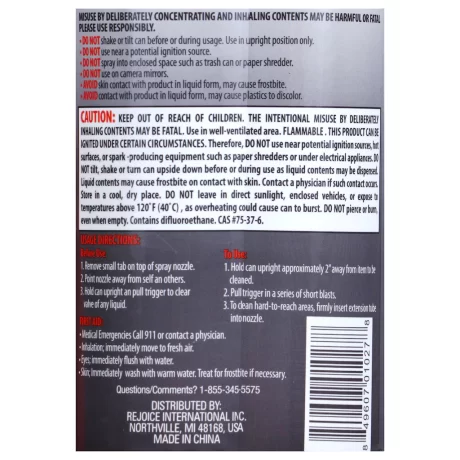 MISUSE BY DELIBERATELY CONCENTRATING AND INHALING CONTENTS MAY BE HARMFUL OR FATAL
PLEASE USE RESPONSIBLY.
•DO NOT shake or tilt can before or during usage. Use in upright position only.
•DO NOT use near a potential ignition source.
•DO NOT spray into enclosed space such as trash can or paper shredder.
•DO NOT use on camera mirrors.
•AVOID skin contact with product in liquid form, may cause frostbite.
•AVOID contact with product in liquid form, may cause plastics to discolor.
CAUTION: KEEP OUT OF REACH OF CHILDREN. THE INTENTIONAL MISUSE BY DELIBERATELY
INHALING CONTENTS MAY BE FATAL. Use in well-ventilated area. FLAMMABLE. THIS PRODUCT CAN BE
IGNITED UNDER CERTAIN CIRCUMSTANCES. Therefore, DO NOT use near potential ignition sources, hot
surfaces, or spark -producing equipment such as paper shredders or under electrical appliances. DO
NOT tilt, shake or turn can upside down before or during use as liquid contents may be dispensed.
Liquid contents may cause frostbite on contact with skin. Contact a physician if such contact occurs.
Store in a cool, dry place. DO NOT leave in direct sunlight, enclosed vehicles, or expose to
temperatures above 120˚F (40˚C) , as overheating could cause can to burst. DO NOT pierce or burn,
even when empty. Contains difluoroethane. CAS #75-37-6.
USAGE DIRECTIONS:
Before Use:
1. Remove small tab on top of spray nozzle.
2. Point nozzle away from self an others.
3. Hold can upright an pull trigger to clear
valve of any liquid.
To Use:
1. Hold can upright approximately 2" away from item to be
cleaned.
2. Pull trigger in a series of short blasts.
3. To clean hard-to-reach areas, firmly insert extension tube
into nozzle.
FIRST AID:
•Medical Emergencies Call 911 or contact a physician.
•Inhalation; immediately move to fresh air.
•Eyes; immediately flush with water.
•Skin; Immediately wash with warm water. Treat for frostbite if necessary.
Questions/Comments? 1-855-345-5575
DISTRIBUTED BY:
REJOICE INTERNATIONAL INC.
NORTHVILLE, MI 48168, USA
MADE IN CHINA
8 49607 01027 8